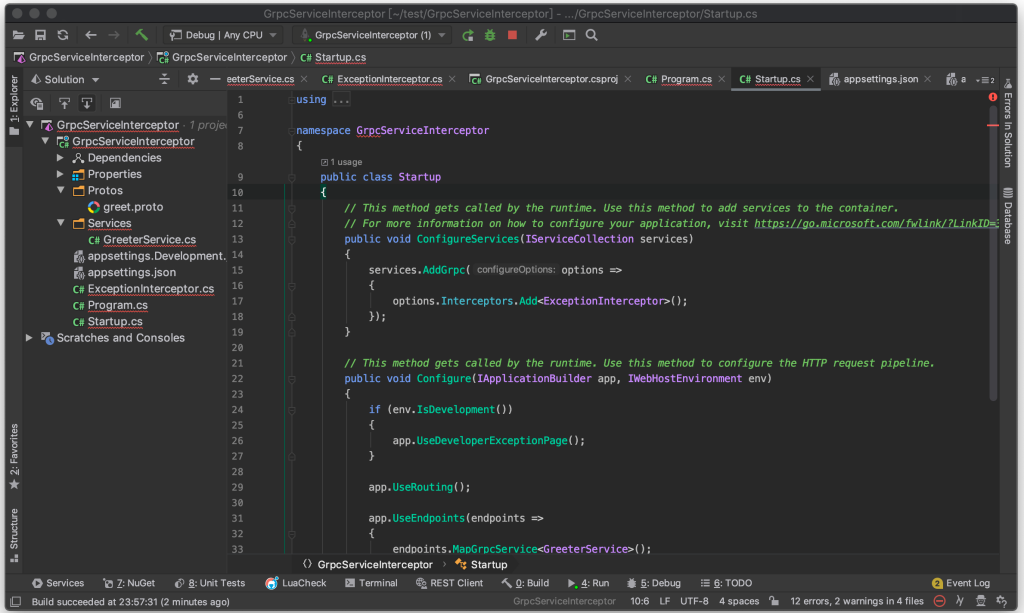 GrpcServiceInterceptor [~/test/GrpcServiceInterceptor] - .../GrpcServiceInterceptor/Startup.cs
Debug | Any CPU
GrpcServiceInterceptor (1)
GrpcServiceInterceptor
GrpcServiceInterceptor
C# Startup.cs
Solution
eeterService.cs
C# ExceptionInterceptor.cs
GrpcServiceInterceptor.csproj
C# Program.cs
C# Startup.cs
appsettings.json
a
2
1: Explorer
2: Favorites
Structure
GrpcServiceInterceptor · 1 proje
GrpcServiceInterceptor
Dependencies
Properties
Protos
greet.proto
Services
C# GreeterService.cs
appsettings.Development.
appsettings.json
C# ExceptionInterceptor.cs
C# Program.cs
C# Startup.cs
Scratches and Consoles
1 using ...
6
7 namespace GrpcServiceInterceptor
8 {
1 usage
9 public class Startup
10 {
11 // This method gets called by the runtime. Use this method to add services to the container.
12 // For more information on how to configure your application, visit https://go.microsoft.com/fwlink/?LinkID=3
13 public void ConfigureServices(IServiceCollection services)
14 {
15 services.AddGrpc( configureOptions: options =>
16 {
17 options.Interceptors.Add<ExceptionInterceptor>();
18 });
19 }
20
21 // This method gets called by the runtime. Use this method to configure the HTTP request pipeline.
22 public void Configure(IApplicationBuilder app, IWebHostEnvironment env)
23 {
24 if (env.IsDevelopment())
25 {
26 app.UseDeveloperExceptionPage();
27 }
28
29 app.UseRouting();
30
31 app.UseEndpoints(endpoints =>
32 {
33 endpoints.MapGrpcService<GreeterService>();
Errors In Solution
Database
GrpcServiceInterceptor
Startup
Services
7: NuGet
8: Unit Tests
LuaCheck
Terminal
REST Client
0: Build
4: Run
5: Debug
6: TODO
2 Event Log
Build succeeded at 23:57:31 (2 minutes ago)
GrpcServiceInterceptor
10:6
LF
UTF-8
4 spaces
12 errors, 2 warnings in 4 files